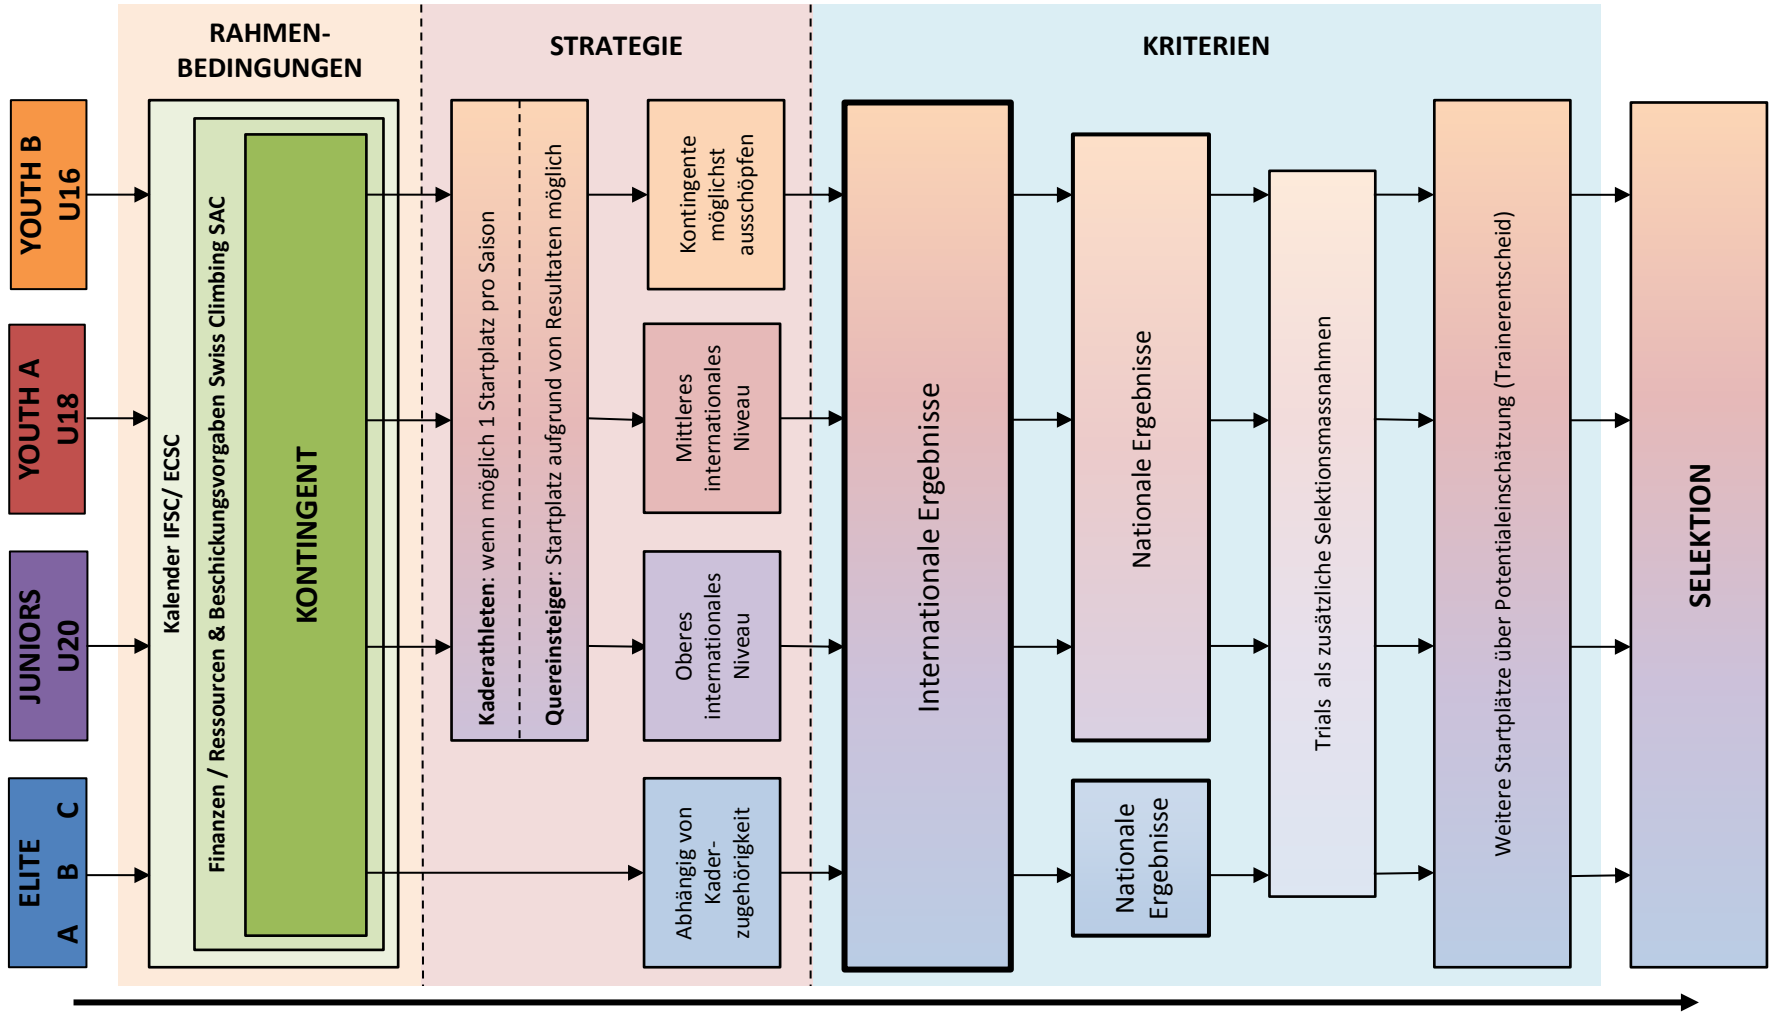 RAHMEN-
BEDINGUNGEN
STRATEGIE
KRITERIEN
YOUTH B
U16
YOUTH A
U18
JUNIORS
U20
ELITE
A B C
Kalender IFSC/ ECSC
Finanzen / Ressourcen & Beschickungsvorgaben Swiss Climbing SAC
KONTINGENT
Kaderathleten: wenn möglich 1 Startplatz pro Saison
Quereinsteiger: Startplatz aufgrund von Resultaten möglich
Kontingente
möglichst
ausschöpfen
Mittleres
internationales
Niveau
Oberes
internationales
Niveau
Abhängig von
Kader-
zugehörigkeit
Internationale Ergebnisse
Nationale Ergebnisse
Nationale
Ergebnisse
Trials als zusätzliche Selektionsmassnahmen
Weitere Startplätze über Potentialeinschätzung (Trainerentscheid)
SELEKTION